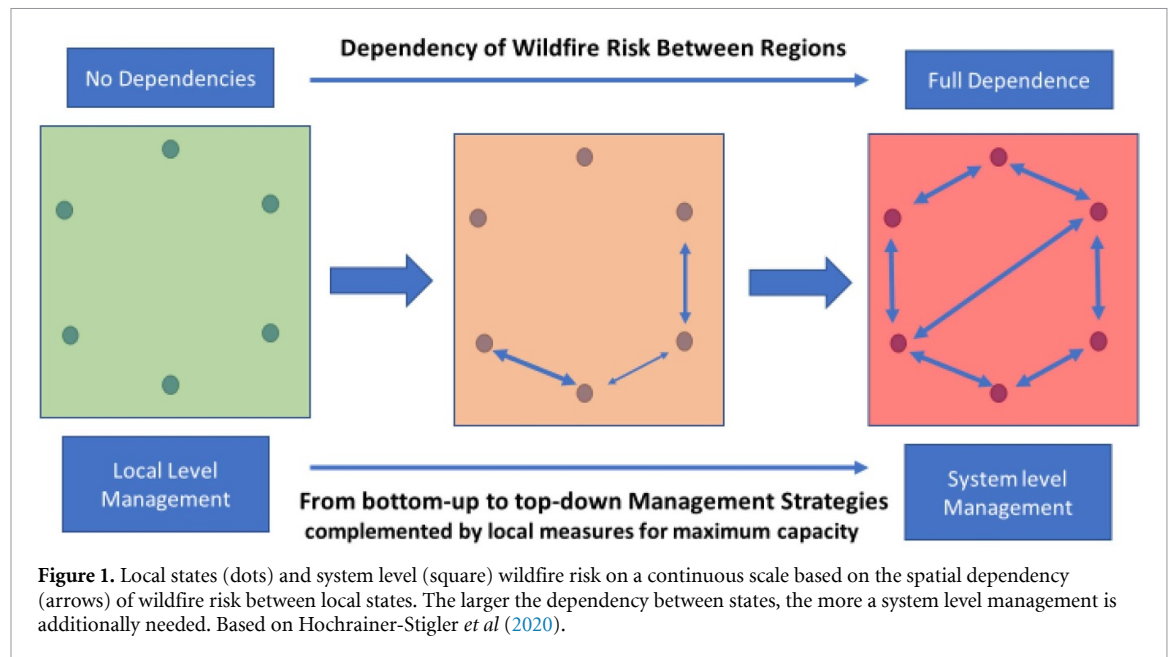 Dependency of Wildfire Risk Between Regions
No Dependencies
Full Dependence
Local Level
Management
From bottom-up to top-down Management Strategies
complemented by local measures for maximum capacity
System level
Management
Figure 1. Local states (dots) and system level (square) wildfire risk on a continuous scale based on the spatial dependency
(arrows) of wildfire risk between local states. The larger the dependency between states, the more a system level management is
additionally needed. Based on Hochrainer-Stigler et al (2020).